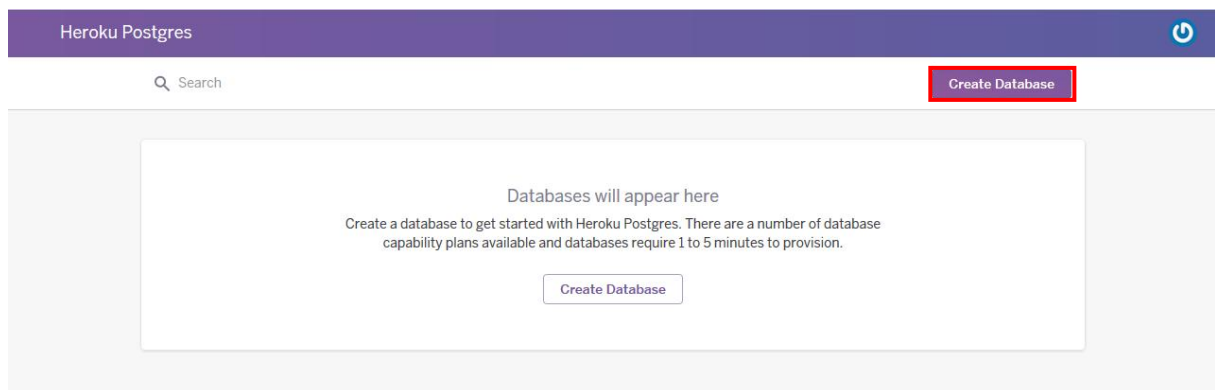 Heroku Postgres
Search
Create Database
Databases will appear here
Create a database to get started with Heroku Postgres. There are a number of database
capability plans available and databases require 1 to 5 minutes to provision.
Create Database